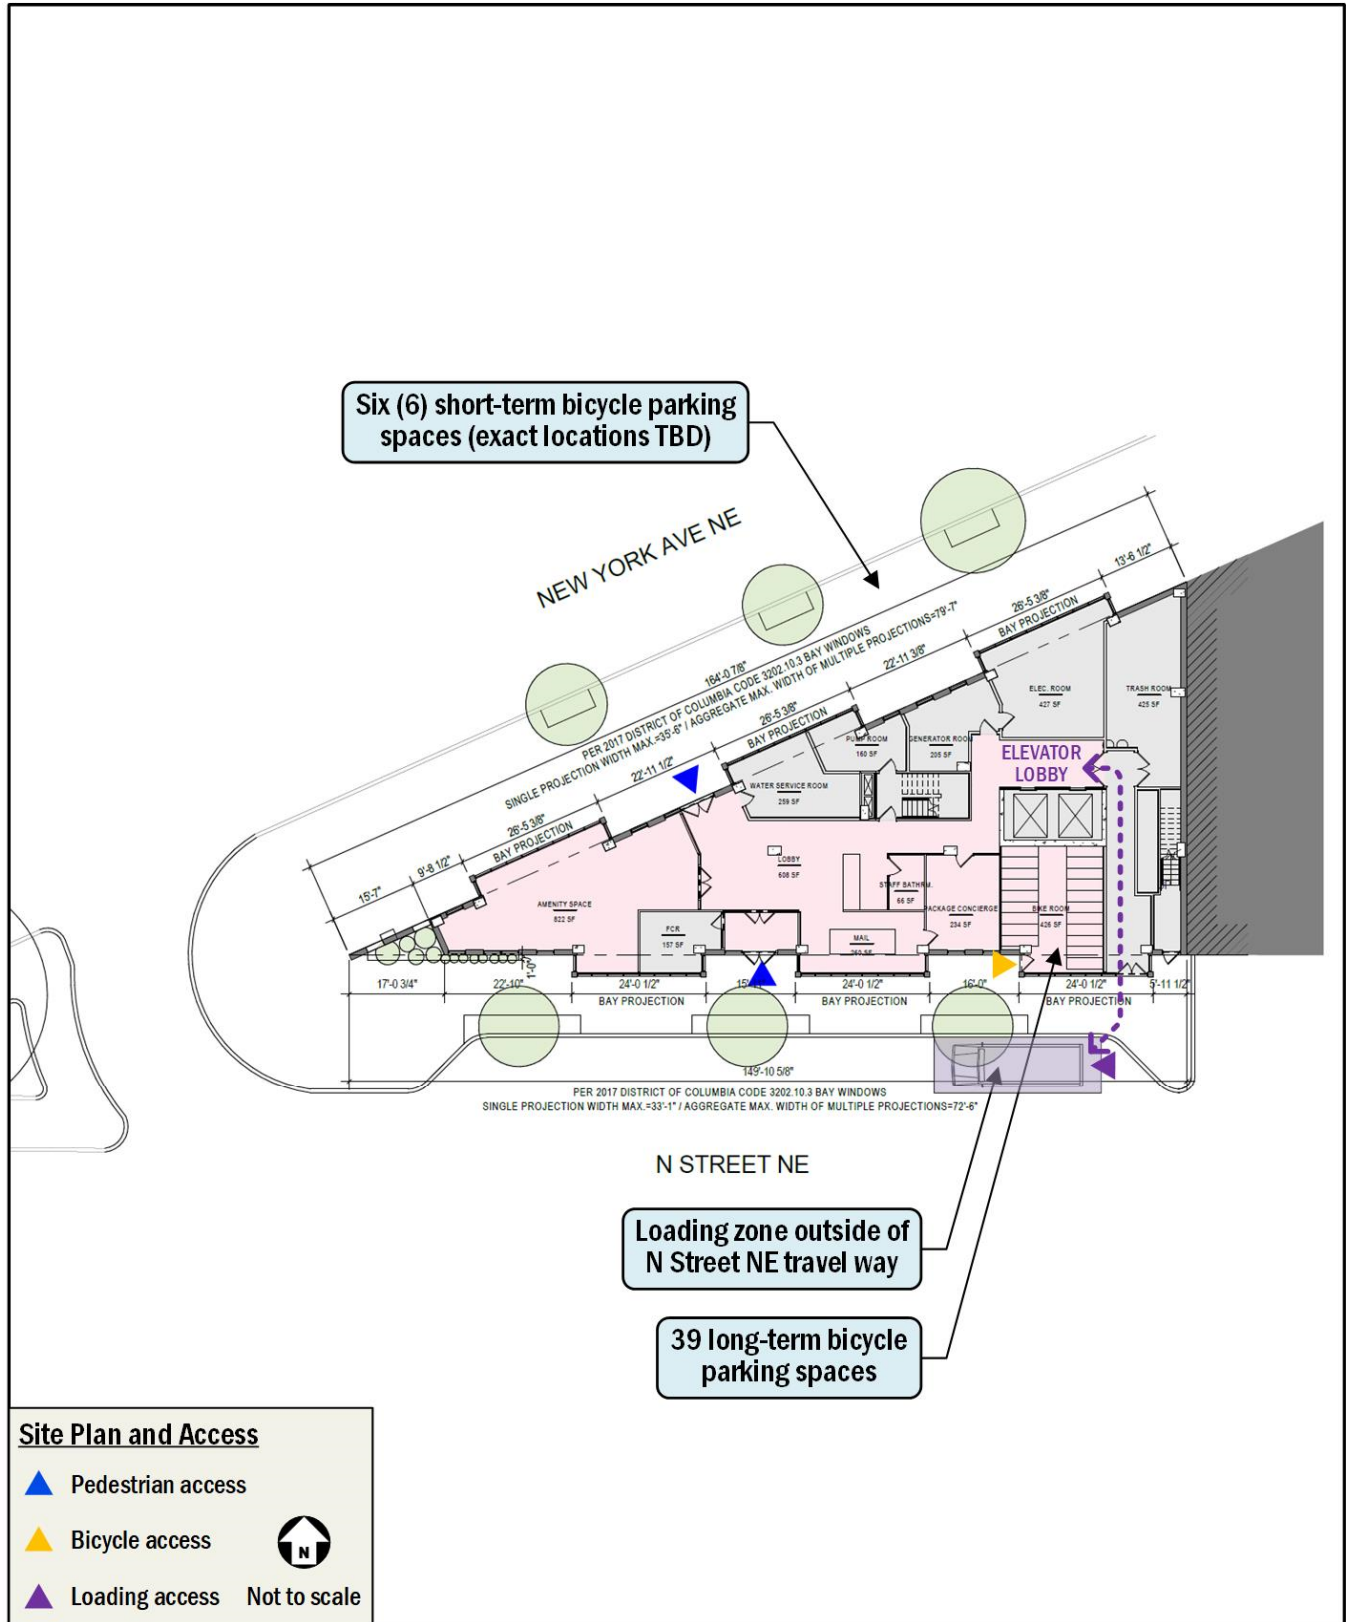 Six (6) short-term bicycle parking
spaces (exact locations TBD)
NEW YORK AVE NE
164'-0 7/8"
PER 2017 DISTRICT OF COLUMBIA CODE 3202.10.3 BAY WINDOWS
SINGLE PROJECTION WIDTH MAX.=35'-6" / AGGREGATE MAX. WIDTH OF MULTIPLE PROJECTIONS=79'-7"
15'-7"
9'-8 1/2"
26'-5 3/8"
BAY PROJECTION
22'-11 1/2"
26'-5 3/8"
BAY PROJECTION
22'-11 3/8"
26'-5 3/8"
BAY PROJECTION
13'-6 1/2"
ELEC. ROOM
427 SF
TRASH ROOM
425 SF
PUMP ROOM
160 SF
GENERATOR ROOM
205 SF
ELEVATOR
LOBBY
WATER SERVICE ROOM
259 SF
LOBBY
608 SF
STAFF BATHRM.
66 SF
AMENITY SPACE
822 SF
PACKAGE CONCIERGE
234 SF
BIKE ROOM
426 SF
FCR
157 SF
MAIL
1'-0"
17'-0 3/4"
22'-10"
24'-0 1/2"
BAY PROJECTION
24'-0 1/2"
BAY PROJECTION
16'-0"
24'-0 1/2"
BAY PROJECTION
5'-11 1/2"
149'-10 5/8"
PER 2017 DISTRICT OF COLUMBIA CODE 3202.10.3 BAY WINDOWS
SINGLE PROJECTION WIDTH MAX.=33'-1" / AGGREGATE MAX. WIDTH OF MULTIPLE PROJECTIONS=72'-6"
N STREET NE
Loading zone outside of
N Street NE travel way
39 long-term bicycle
parking spaces
Site Plan and Access
Pedestrian access
Bicycle access
N
Loading access
Not to scale